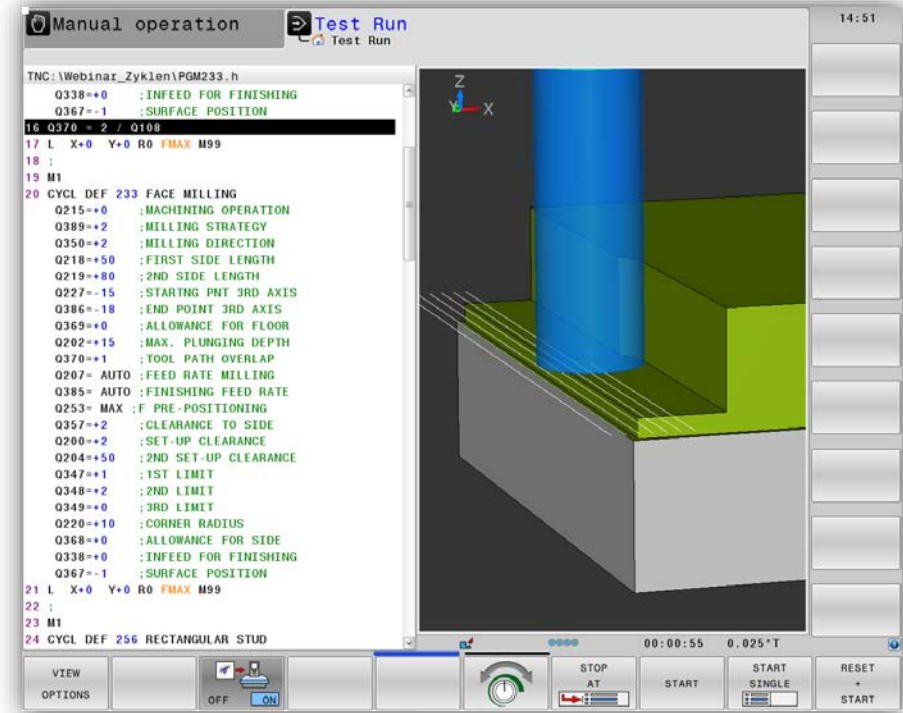 Manual operation
Test Run
Test Run
14:51
TNC:\Webinar_Zyklen\PGM233.h
Q338=+0 ;INFEED FOR FINISHING
Q367=-1 ;SURFACE POSITION
16 Q370 = 2 / Q108
17 L X+0 Y+0 R0 FMAX M99
18 ;
19 M1
20 CYCL DEF 233 FACE MILLING
Q215=+0 ;MACHINING OPERATION
Q389=+2 ;MILLING STRATEGY
Q350=+2 ;MILLING DIRECTION
Q218=+50 ;FIRST SIDE LENGTH
Q219=+80 ;2ND SIDE LENGTH
Q227=-15 ;STARTNG PNT 3RD AXIS
Q386=-18 ;END POINT 3RD AXIS
Q369=+0 ;ALLOWANCE FOR FLOOR
Q202=+15 ;MAX. PLUNGING DEPTH
Q370=+1 ;TOOL PATH OVERLAP
Q207= AUTO ;FEED RATE MILLING
Q385= AUTO ;FINISHING FEED RATE
Q253= MAX ;F PRE-POSITIONING
Q357=+2 ;CLEARANCE TO SIDE
Q200=+2 ;SET-UP CLEARANCE
Q204=+50 ;2ND SET-UP CLEARANCE
Q347=+1 ;1ST LIMIT
Q348=+2 ;2ND LIMIT
Q349=+0 ;3RD LIMIT
Q220=+10 ;CORNER RADIUS
Q368=+0 ;ALLOWANCE FOR SIDE
Q338=+0 ;INFEED FOR FINISHING
Q367=-1 ;SURFACE POSITION
21 L X+0 Y+0 R0 FMAX M99
22 ;
23 M1
24 CYCL DEF 256 RECTANGULAR STUD
Z
Y X
00:00:55 0.025*T
VIEW
OPTIONS
OFF ON
STOP
AT
START
START
SINGLE
RESET
+
START